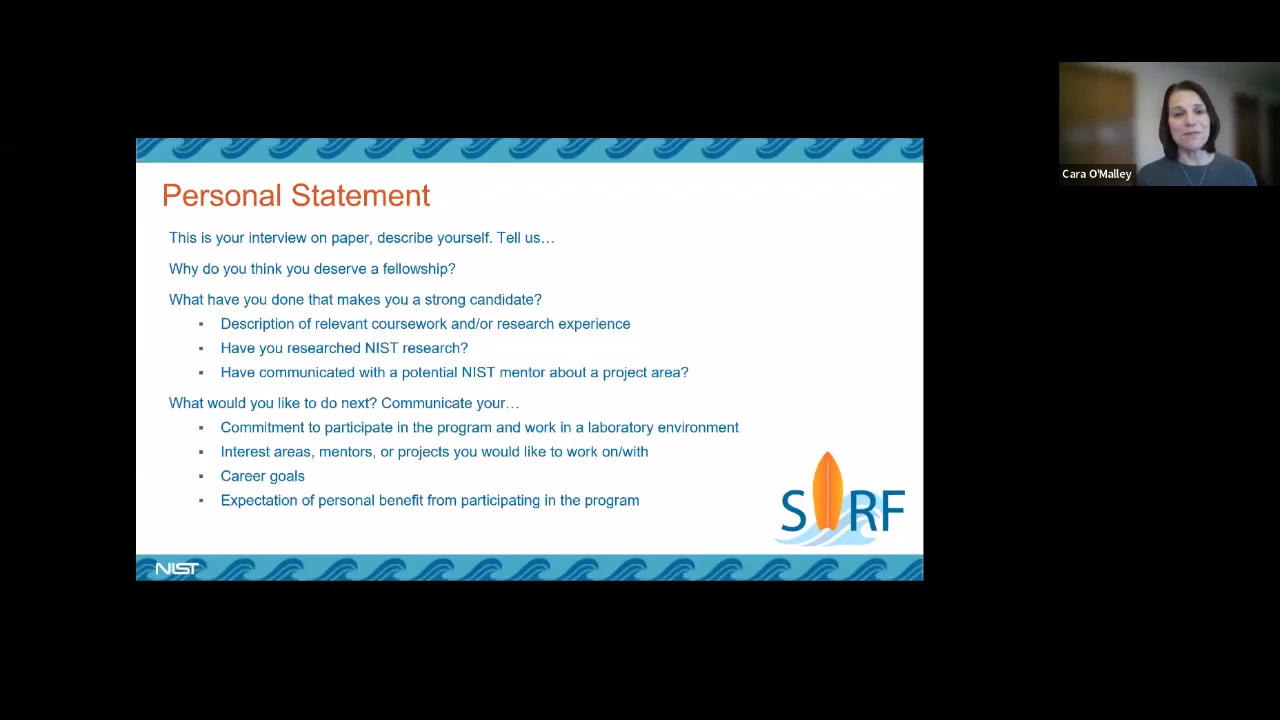 Personal Statement
This is your interview on paper, describe yourself. Tell us…
Why do you think you deserve a fellowship?
What have you done that makes you a strong candidate?
▪ Description of relevant coursework and/or research experience
▪ Have you researched NIST research?
▪ Have communicated with a potential NIST mentor about a project area?
What would you like to do next? Communicate your…
▪ Commitment to participate in the program and work in a laboratory environment
▪ Interest areas, mentors, or projects you would like to work on/with
▪ Career goals
▪ Expectation of personal benefit from participating in the program
SURF
NIST
Cara O'Malley